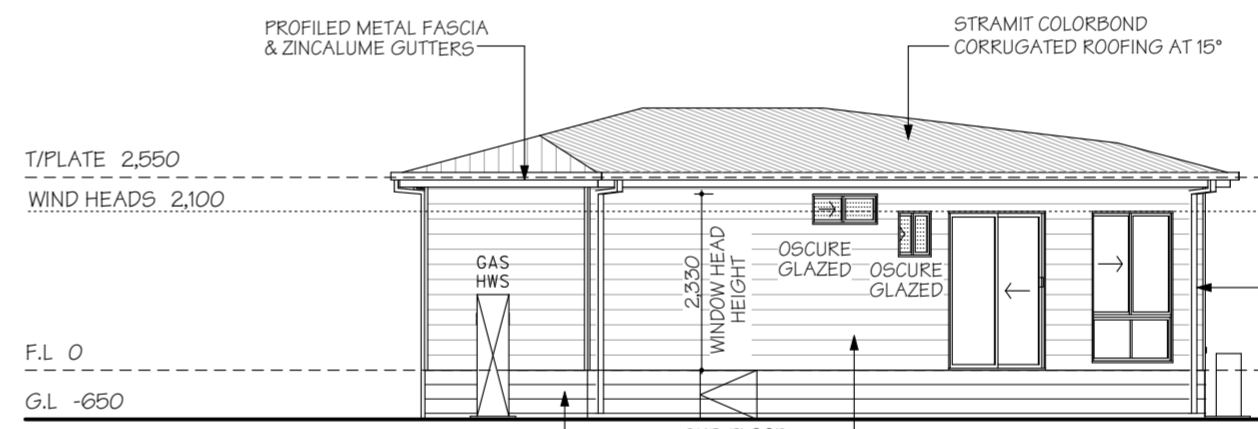 PROFILED METAL FASCIA
& ZINCALUME GUTTERS
STRAMIT COLORBOND
CORRUGATED ROOFING AT 15°
T/PLATE 2,550
WIND HEADS 2,100
GAS
HWS
2,330
WINDOW HEAD
HEIGHT
OSCURE
GLAZED
OSCURE
GLAZED
F.L 0
G.L -650